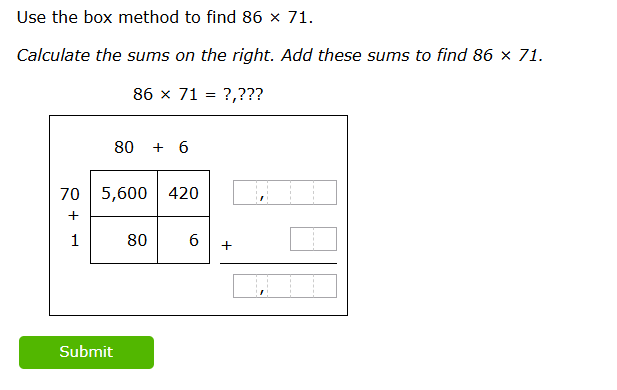 Use the box method to find 86 × 71.
Calculate the sums on the right. Add these sums to find 86 × 71.
86 × 71 = ?,???
80 + 6
70 5,600 420 ,
+
1 80 6 +
,
Submit